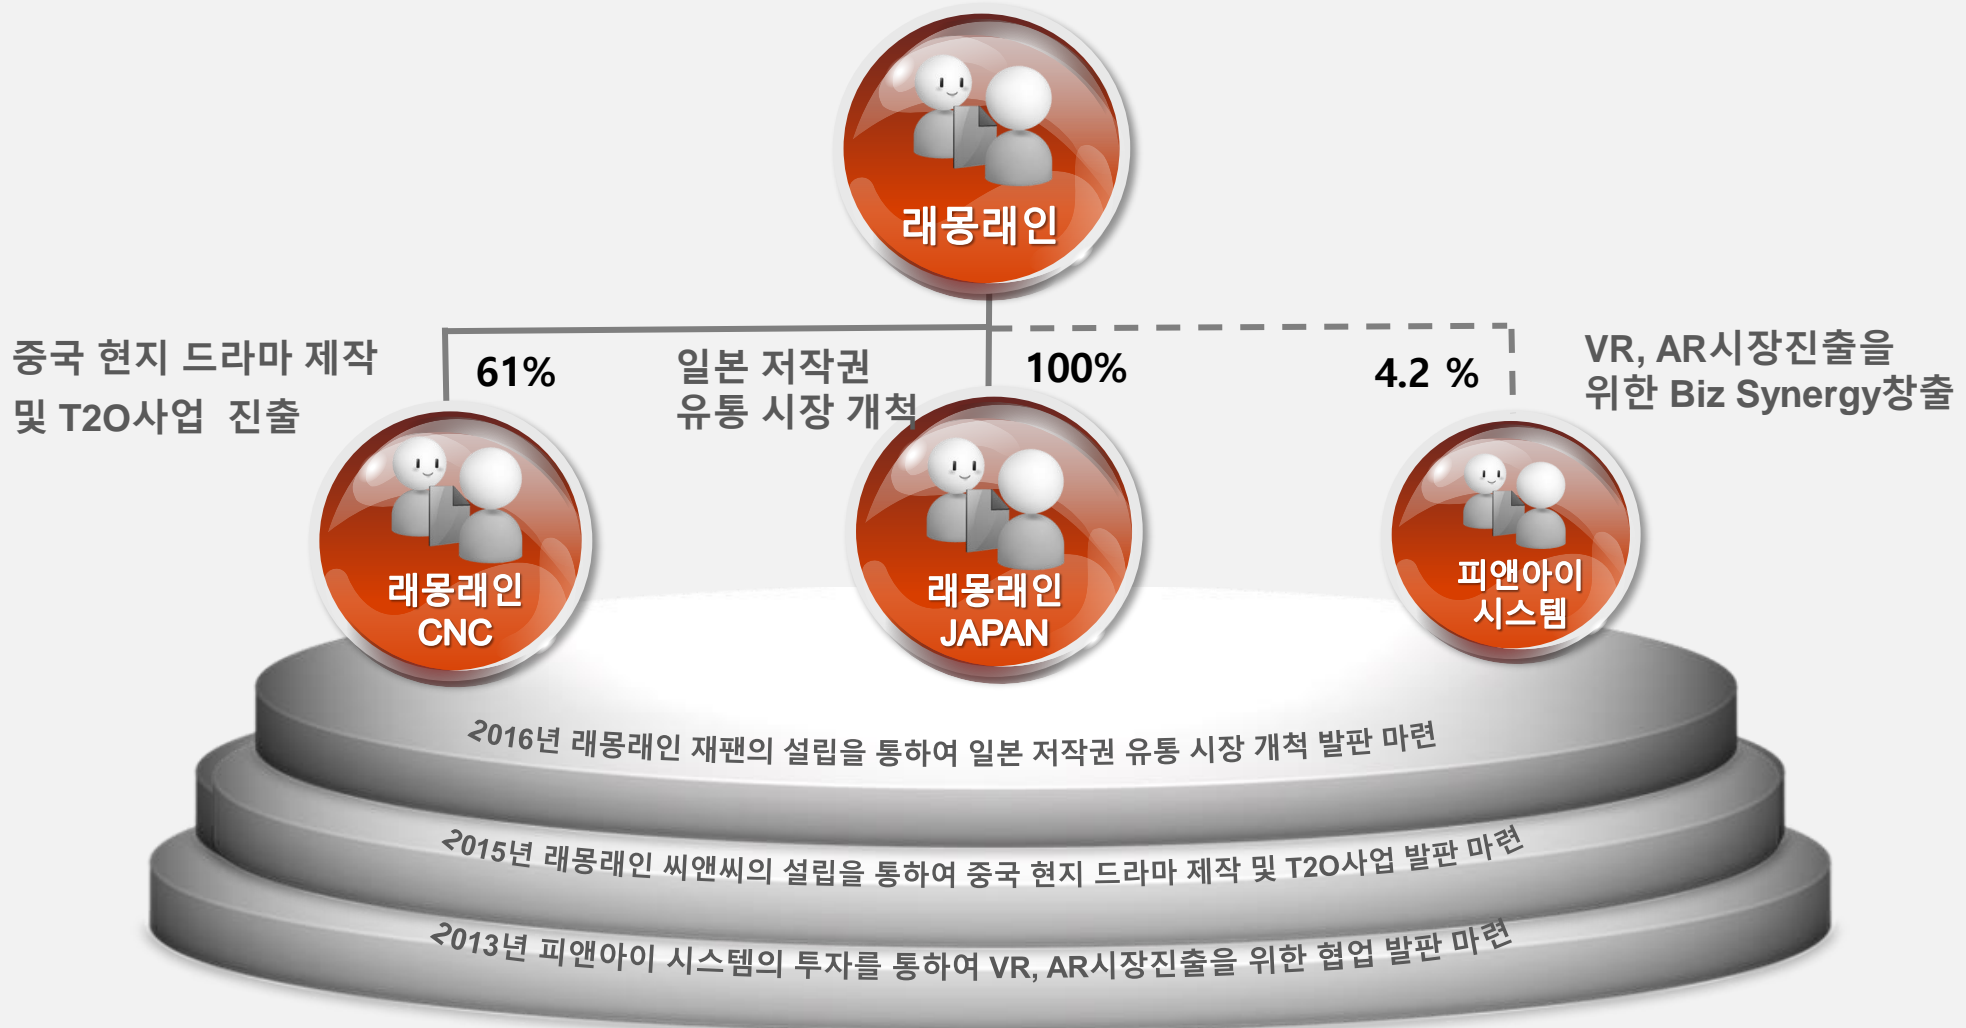 래몽래인
중국 현지 드라마 제작
및 T2O사업 진출
61%
일본 저작권
유통 시장 개척
100%
4.2 %
VR, AR시장진출을
위한 Biz Synergy창출
래몽래인
CNC
래몽래인
JAPAN
피앤아이
시스템
2016년 래몽래인 재팬의 설립을 통하여 일본 저작권 유통 시장 개척 발판 마련
2015년 래몽래인 씨앤씨의 설립을 통하여 중국 현지 드라마 제작 및 T2O사업 발판 마련
2013년 피앤아이 시스템의 투자를 통하여 VR, AR시장진출을 위한 협업 발판 마련